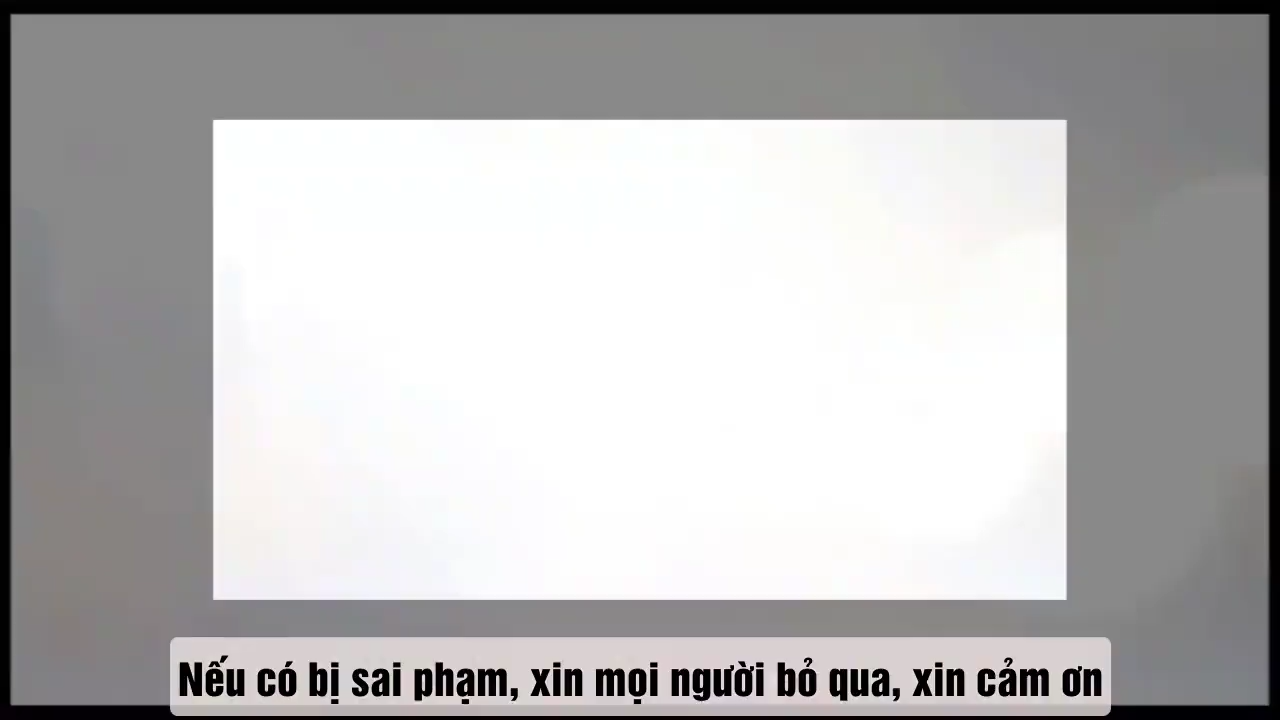 Nếu có bị sai phạm, xin mọi người bỏ qua, xin cảm ơn